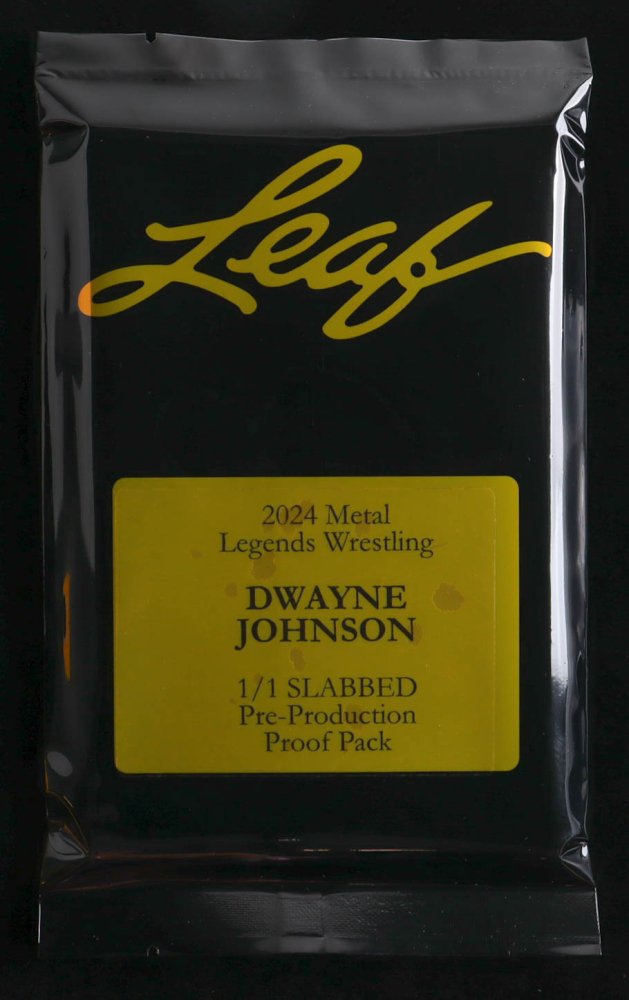 Leaf
2024 Metal
Legends Wrestling
DWAYNE
JOHNSON
1/1 SLABBED
Pre-Production
Proof Pack